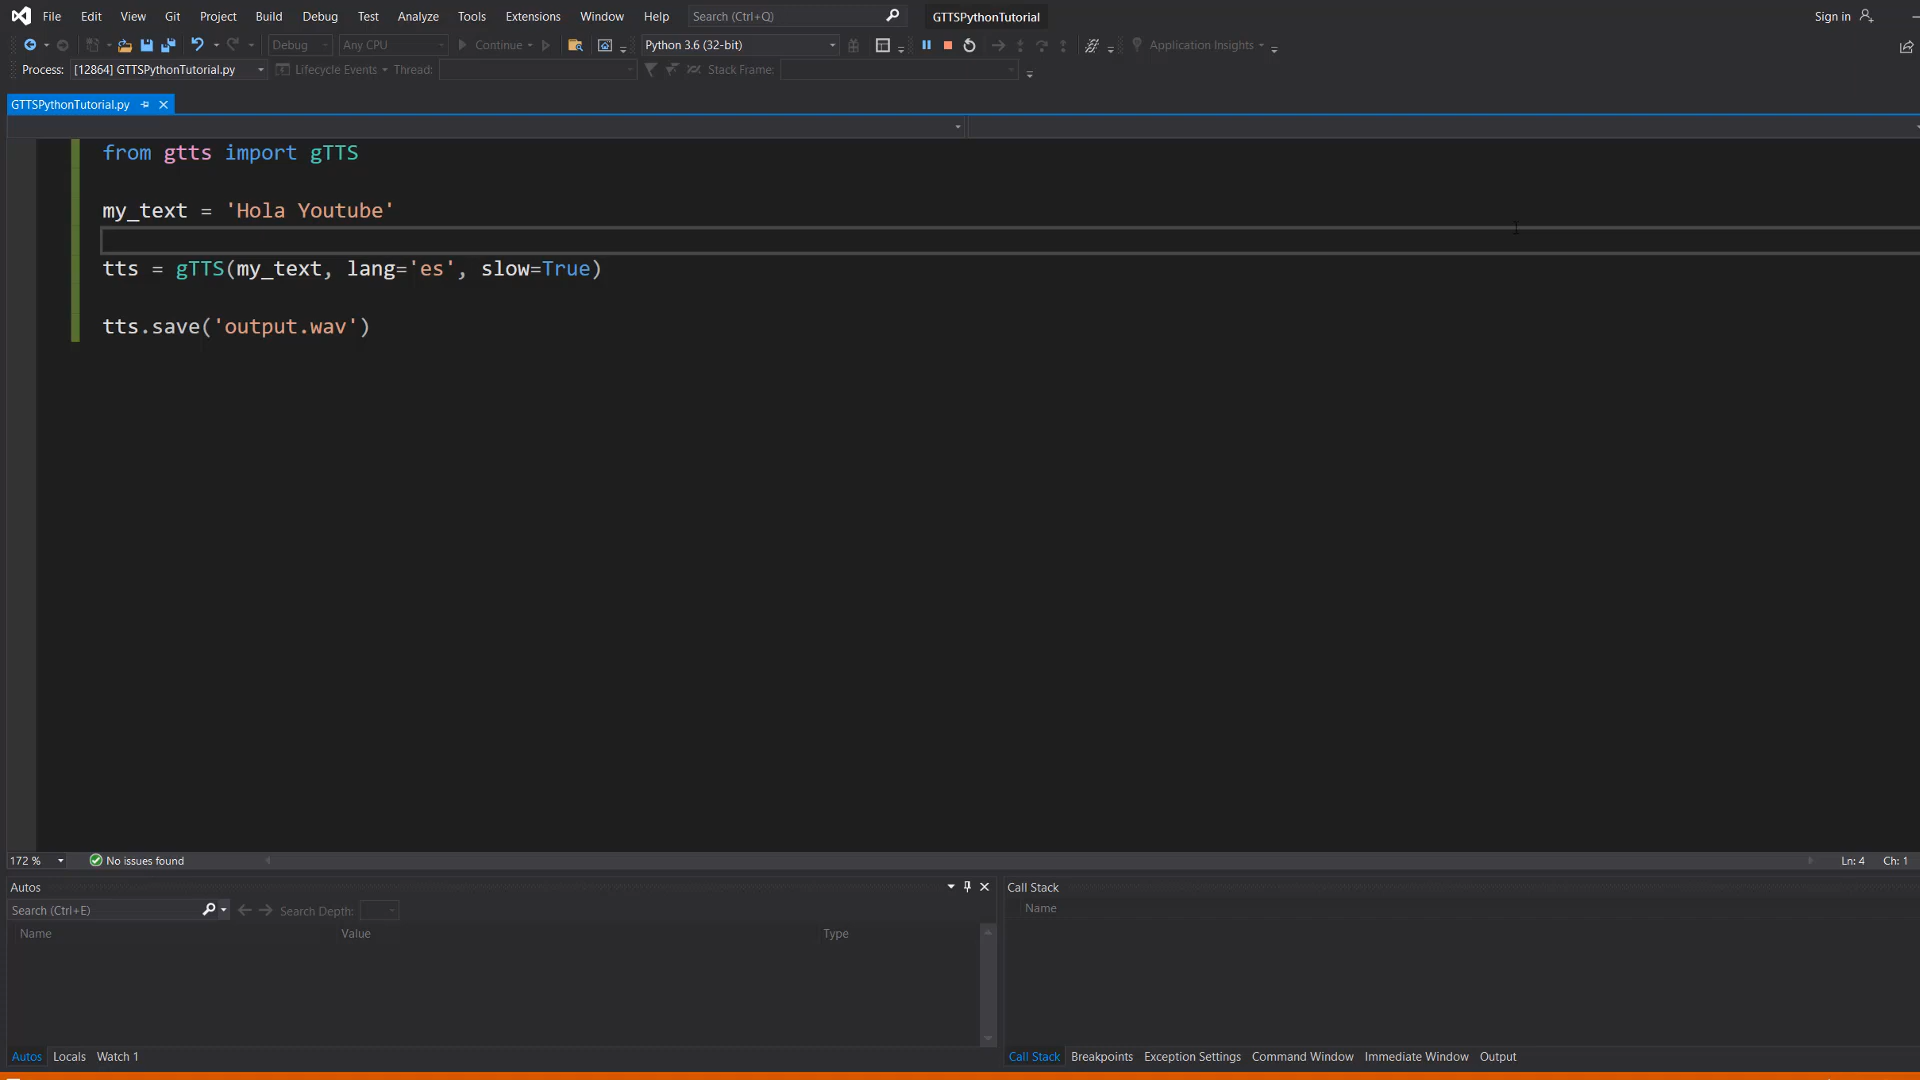 File Edit View Git Project Build Debug Test Analyze Tools Extensions Window Help Search (Ctrl+Q) GTTSPythonTutorial Sign in
Debug Any CPU Continue Python 3.6 (32-bit) Application Insights
Process: [12864] GTTSPythonTutorial.py Lifecycle Events Thread: Stack Frame:
GTTSPythonTutorial.py
from gtts import gTTS
my_text = 'Hola Youtube'
tts = gTTS(my_text, lang='es', slow=True)
tts.save('output.wav')
172 % No issues found Ln: 4 Ch: 1
Autos Call Stack
Search (Ctrl+E) Search Depth: Name
Name Value Type
Autos Locals Watch 1 Call Stack Breakpoints Exception Settings Command Window Immediate Window Output